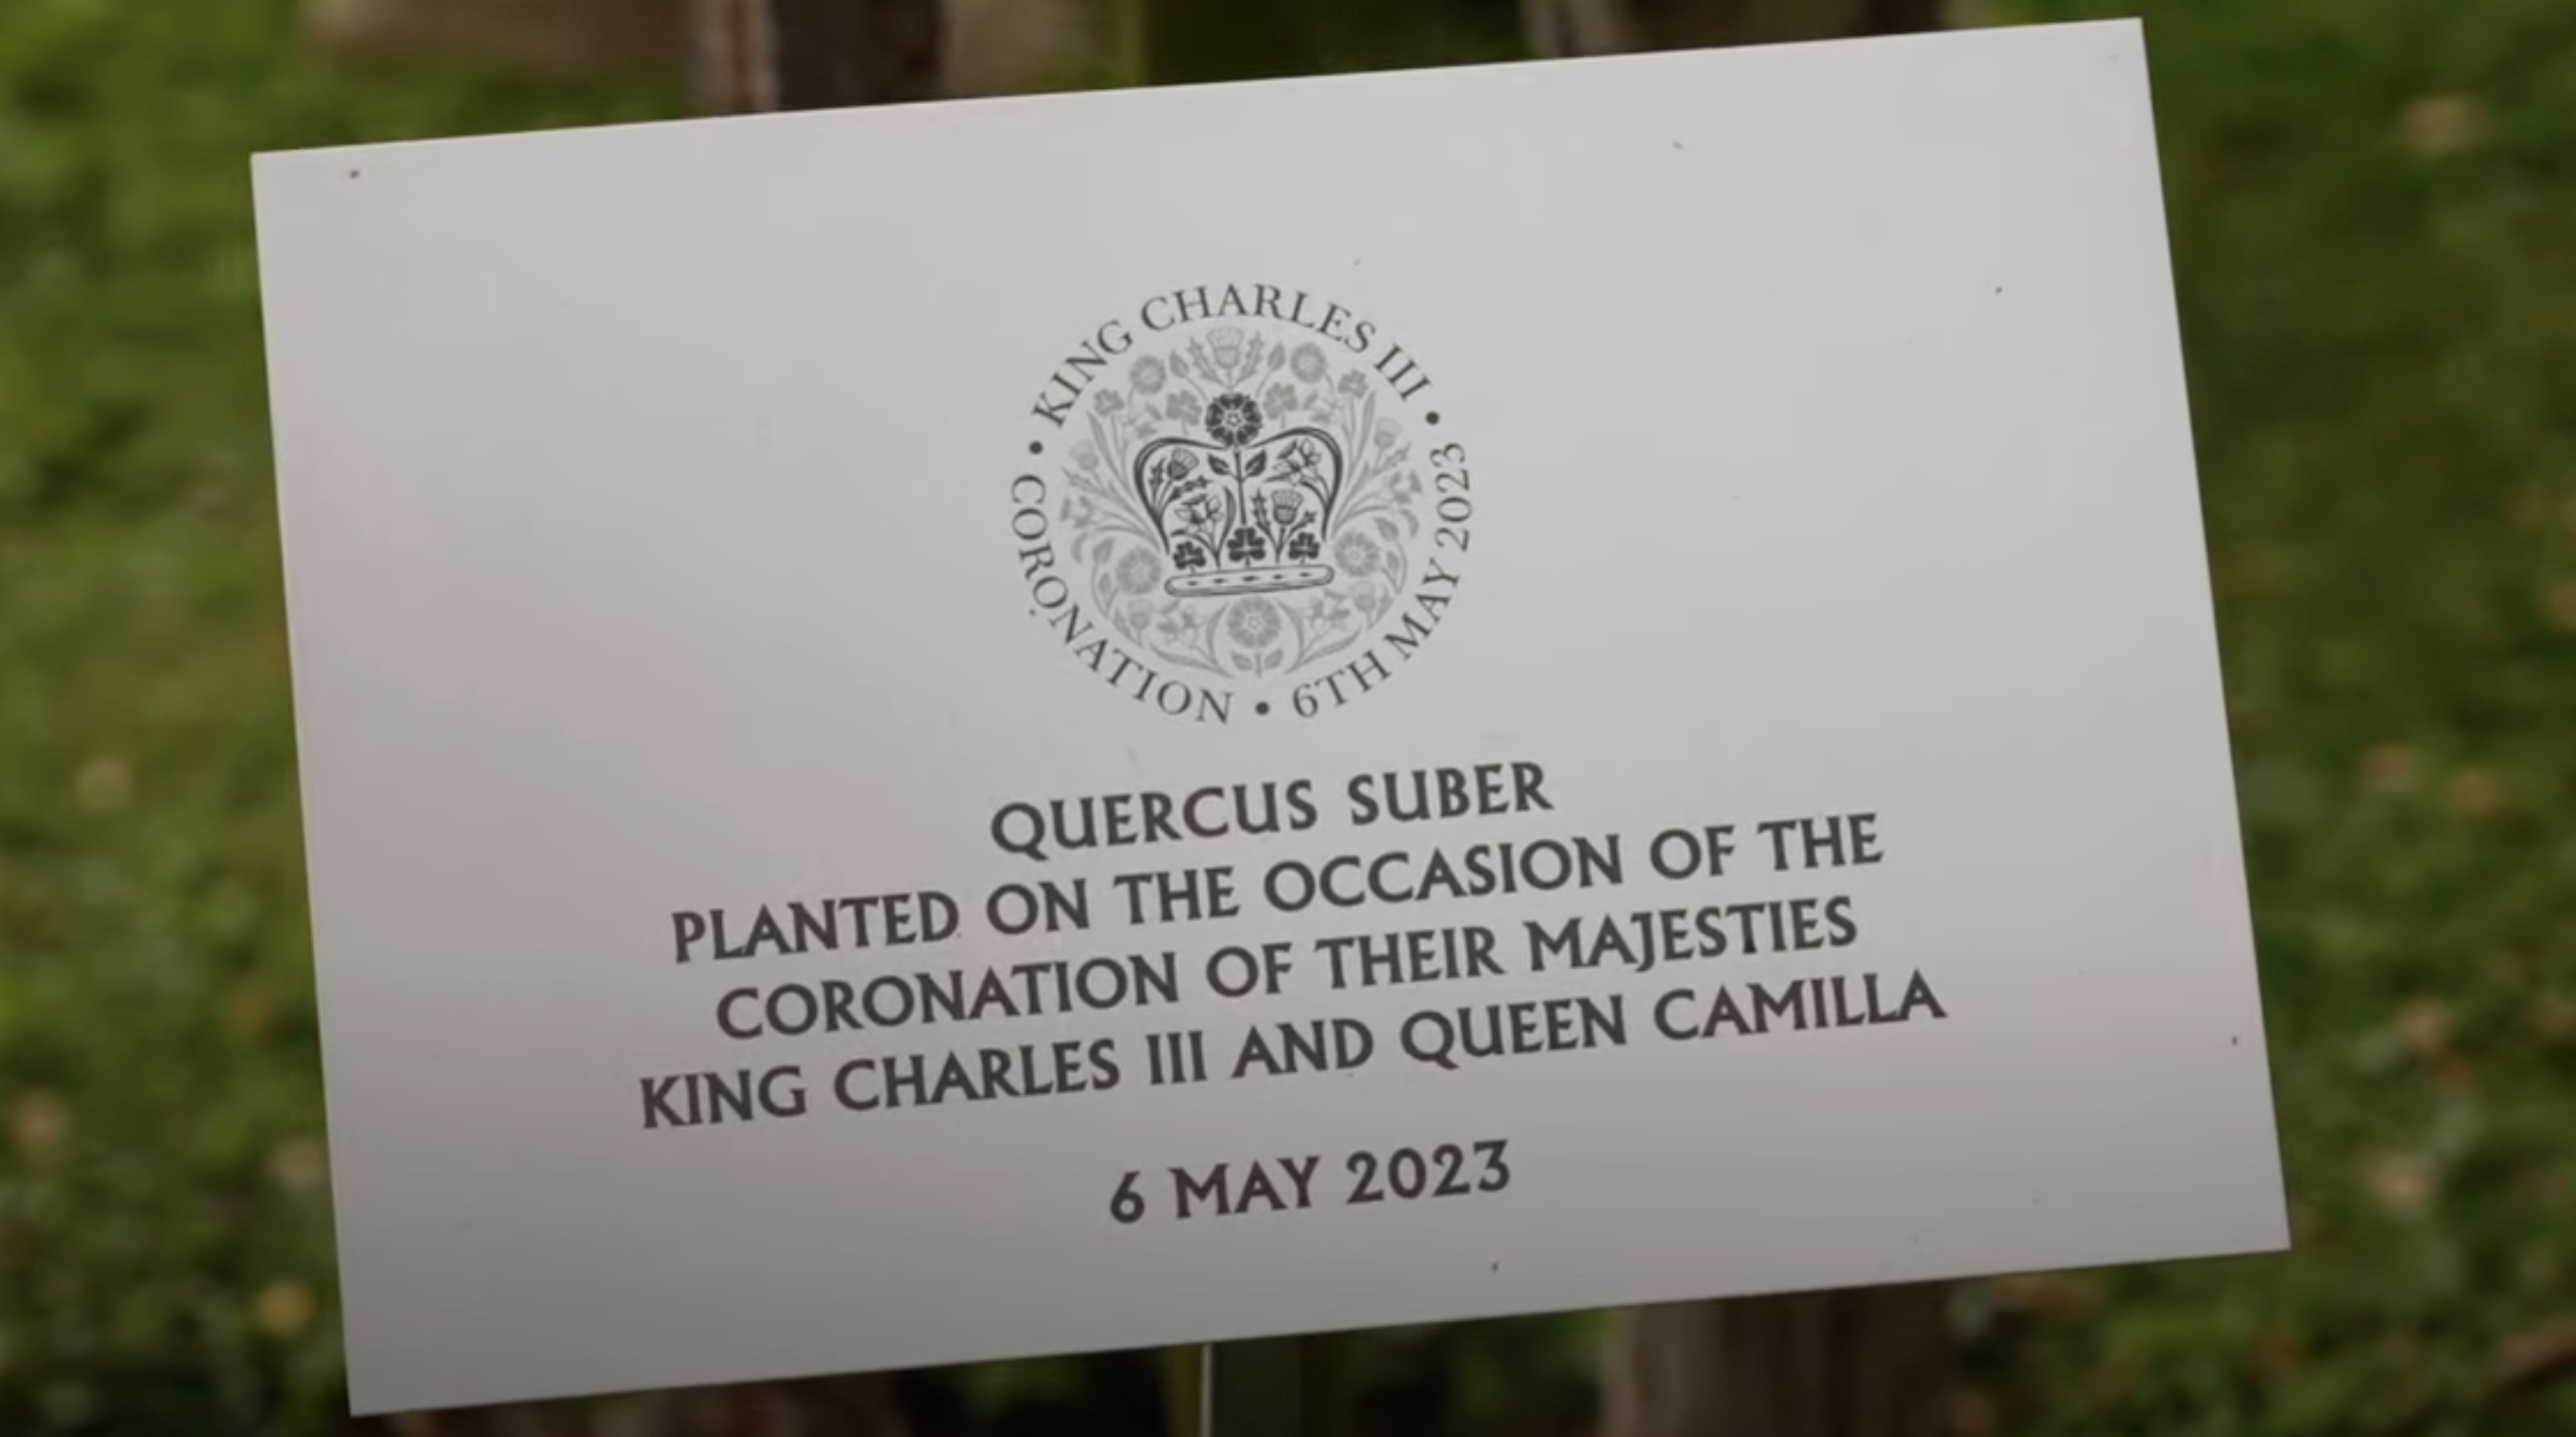 • KING CHARLES III •
CORONATION • 6TH MAY 2023
QUERCUS SUBER
PLANTED ON THE OCCASION OF THE
CORONATION OF THEIR MAJESTIES
KING CHARLES III AND QUEEN CAMILLA
6 MAY 2023